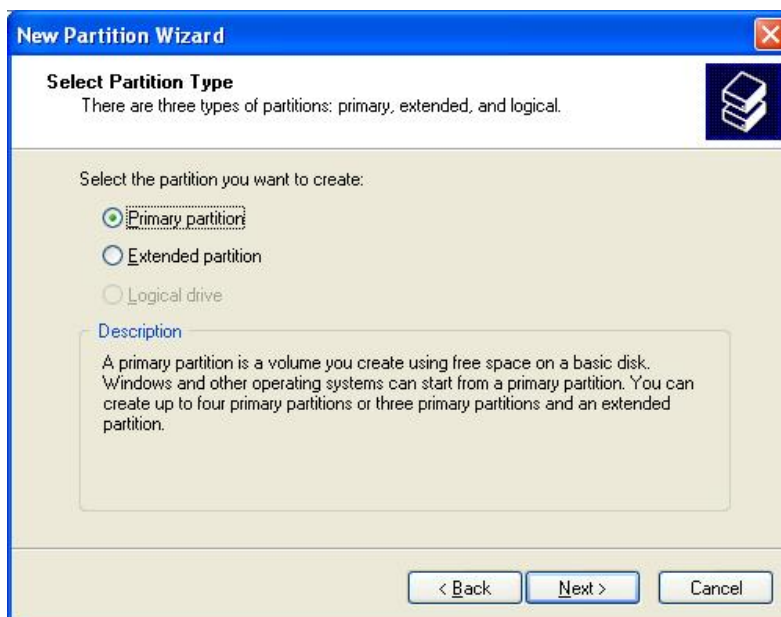 New Partition Wizard
Select Partition Type
There are three types of partitions: primary, extended, and logical.
Select the partition you want to create:
Primary partition
Extended partition
Logical drive
Description
A primary partition is a volume you create using free space on a basic disk.
Windows and other operating systems can start from a primary partition. You can
create up to four primary partitions or three primary partitions and an extended
partition.
< Back
Next >
Cancel